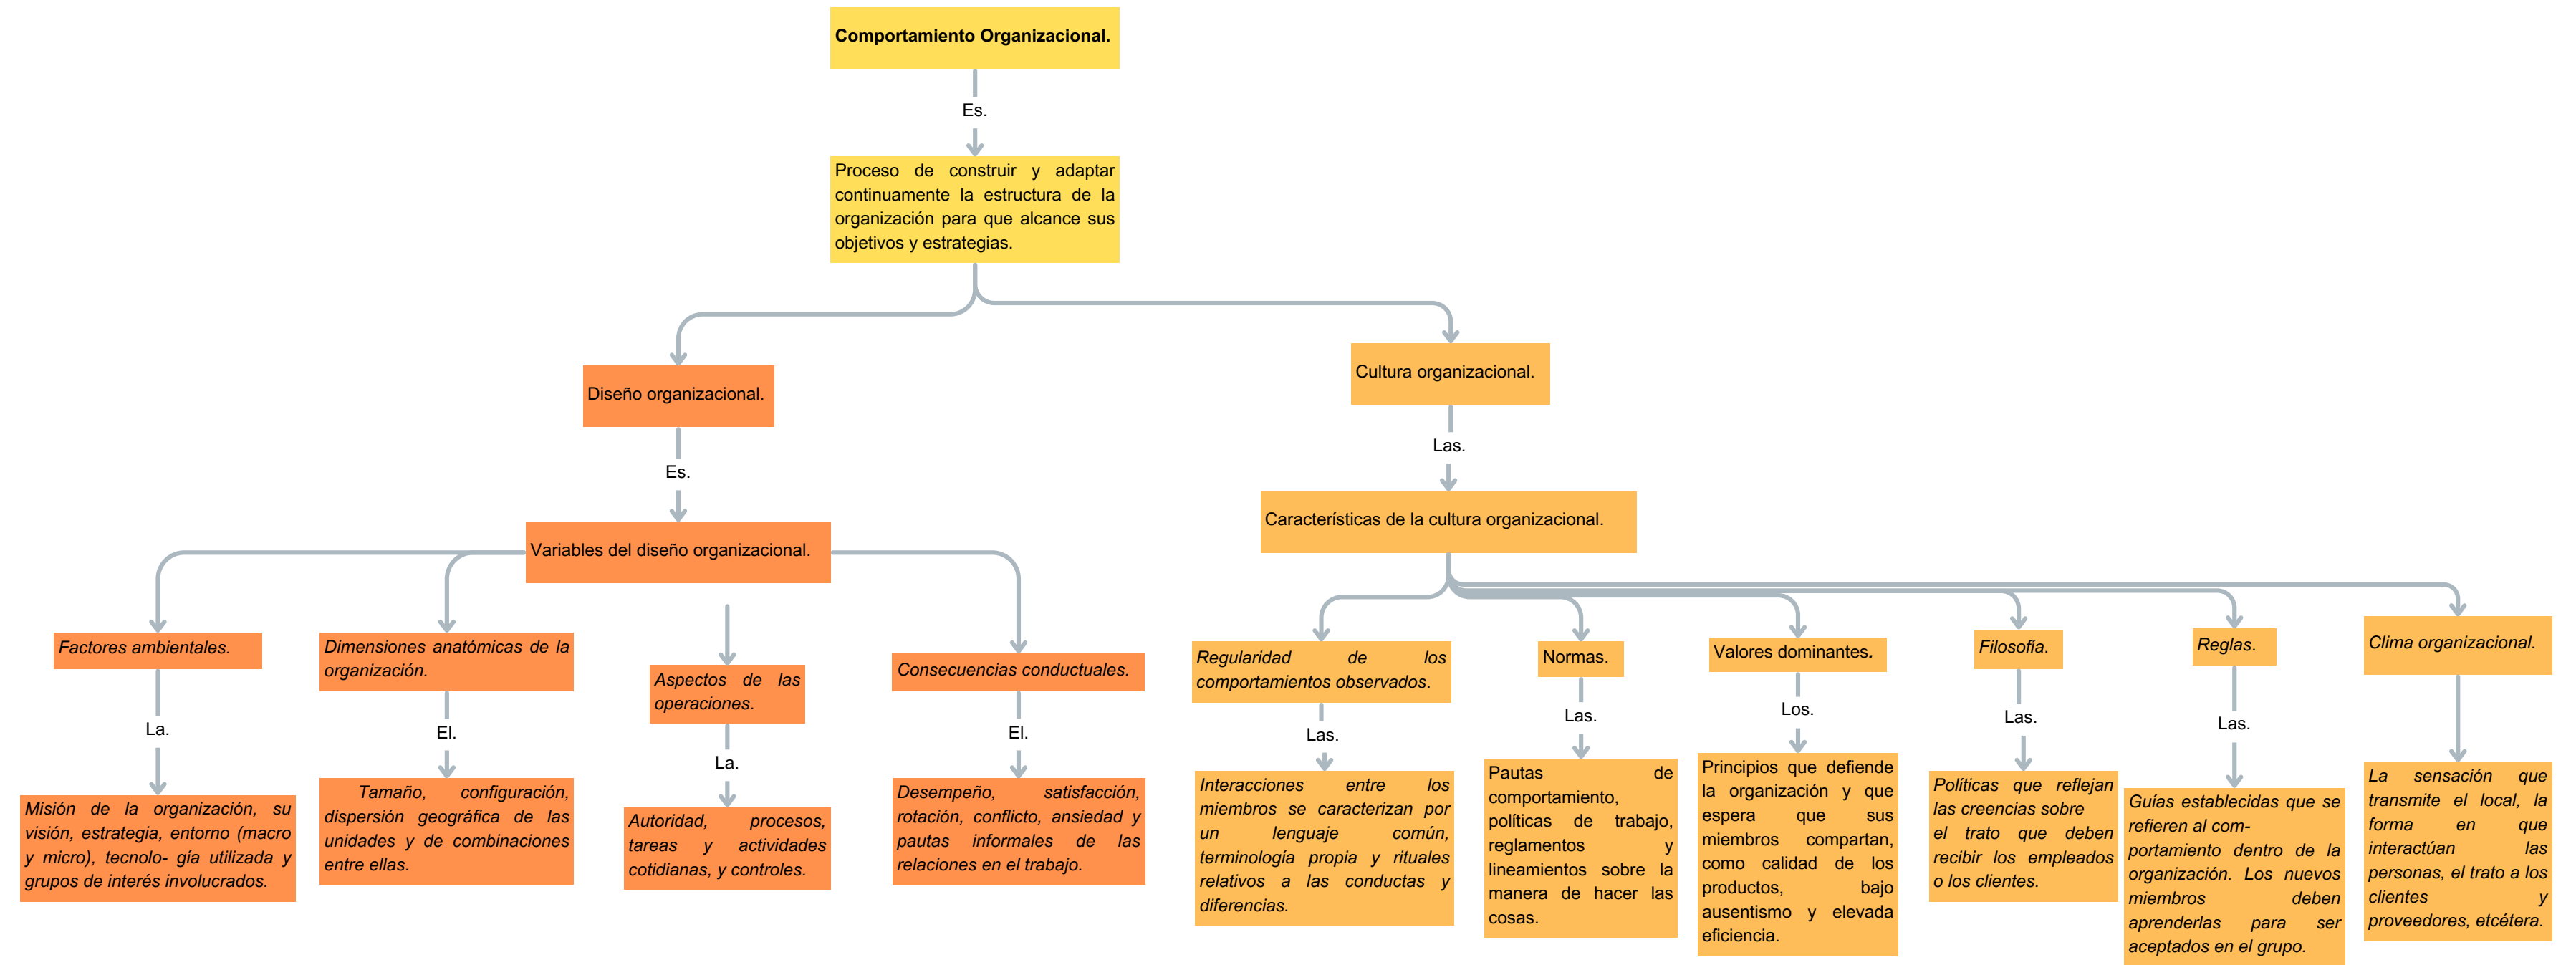 Comportamiento Organizacional.
Es.
Proceso de construir y adaptar
continuamente la estructura de la
organización para que alcance sus
objetivos y estrategias.
Diseño organizacional.
Es.
Variables del diseño organizacional.
Factores ambientales.
La.
Misión de la organización, su
visión, estrategia, entorno (macro
y micro), tecnolo- gía utilizada y
grupos de interés involucrados.
Dimensiones anatómicas de la
organización.
El.
Tamaño, configuración,
dispersión geográfica de las
unidades y de combinaciones
entre ellas.
Aspectos de las
operaciones.
La.
Autoridad, procesos,
tareas y actividades
cotidianas, y controles.
Consecuencias conductuales.
El.
Desempeño, satisfacción,
rotación, conflicto, ansiedad y
pautas informales de las
relaciones en el trabajo.
Cultura organizacional.
Las.
Características de la cultura organizacional.
Regularidad de los
comportamientos observados.
Las.
Interacciones entre los
miembros se caracterizan por
un lenguaje común,
terminología propia y rituales
relativos a las conductas y
diferencias.
Normas.
Las.
Pautas de
comportamiento,
políticas de trabajo,
reglamentos y
lineamientos sobre la
manera de hacer las
cosas.
Valores dominantes.
Los.
Principios que defiende
la organización y que
espera que sus
miembros compartan,
como calidad de los
productos, bajo
ausentismo y elevada
eficiencia.
Filosofía.
Las.
Políticas que reflejan
las creencias sobre
el trato que deben
recibir los empleados
o los clientes.
Reglas.
Las.
Guías establecidas que se
refieren al com-
portamiento dentro de la
organización. Los nuevos
miembros deben
aprenderlas para ser
aceptados en el grupo.
Clima organizacional.
La sensación que
transmite el local, la
forma en que
interactúan las
personas, el trato a los
clientes y
proveedores, etcétera.